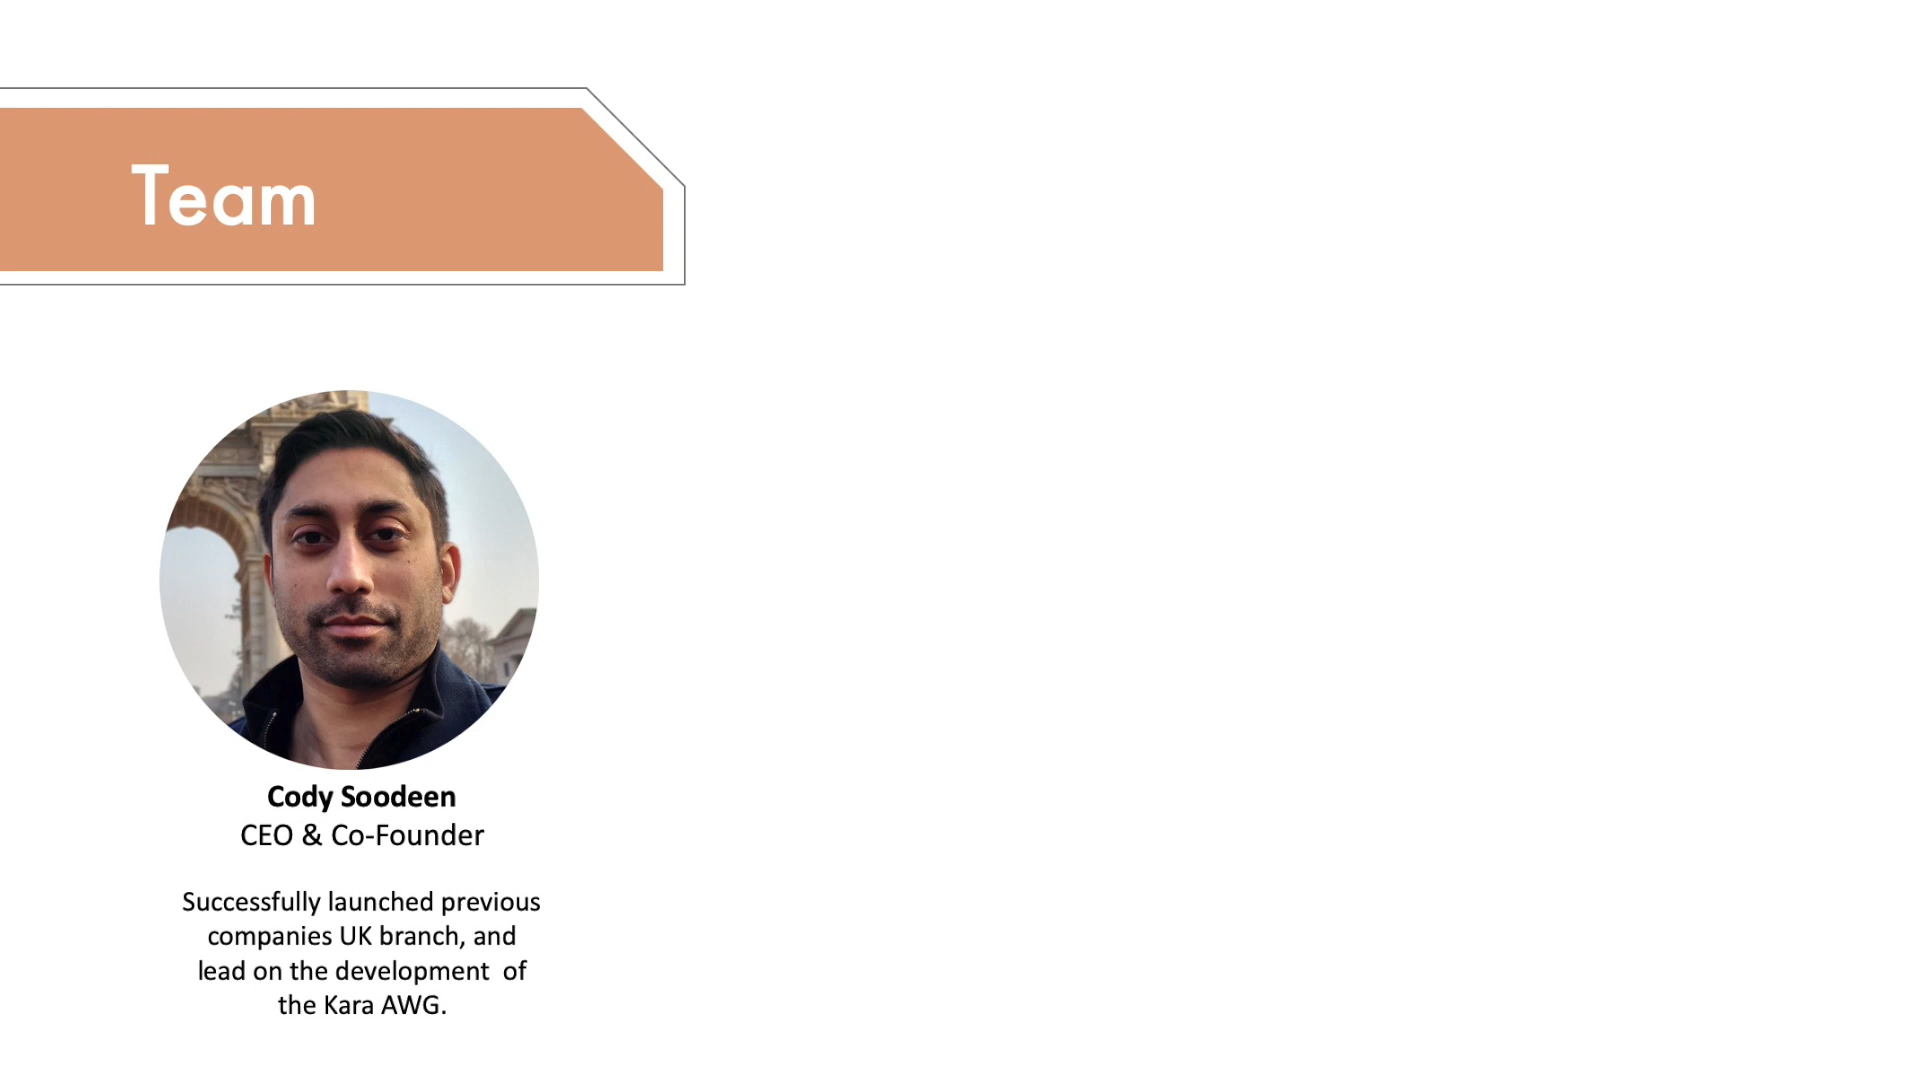 Team
Cody Soodeen
CEO & Co-Founder
Successfully launched previous
companies UK branch, and
lead on the development  of
the Kara AWG.